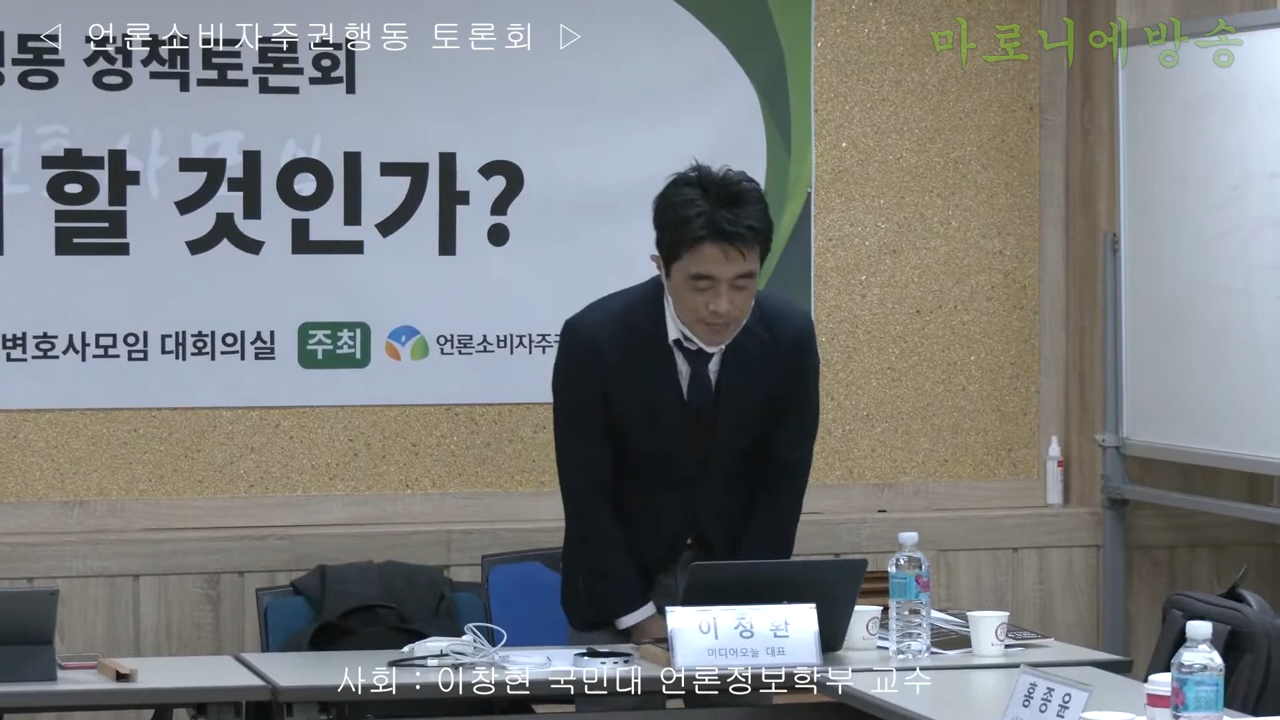 ◁ 언론소비자주권행동 토론회 ▷
마로니에방송
행동 정책토론회
할 것인가?
변호사모임 대회의실 주최 언론소비자주권
이 정 환
미디어오늘 대표
사회 : 이창현 국민대 언론정보학부 교수